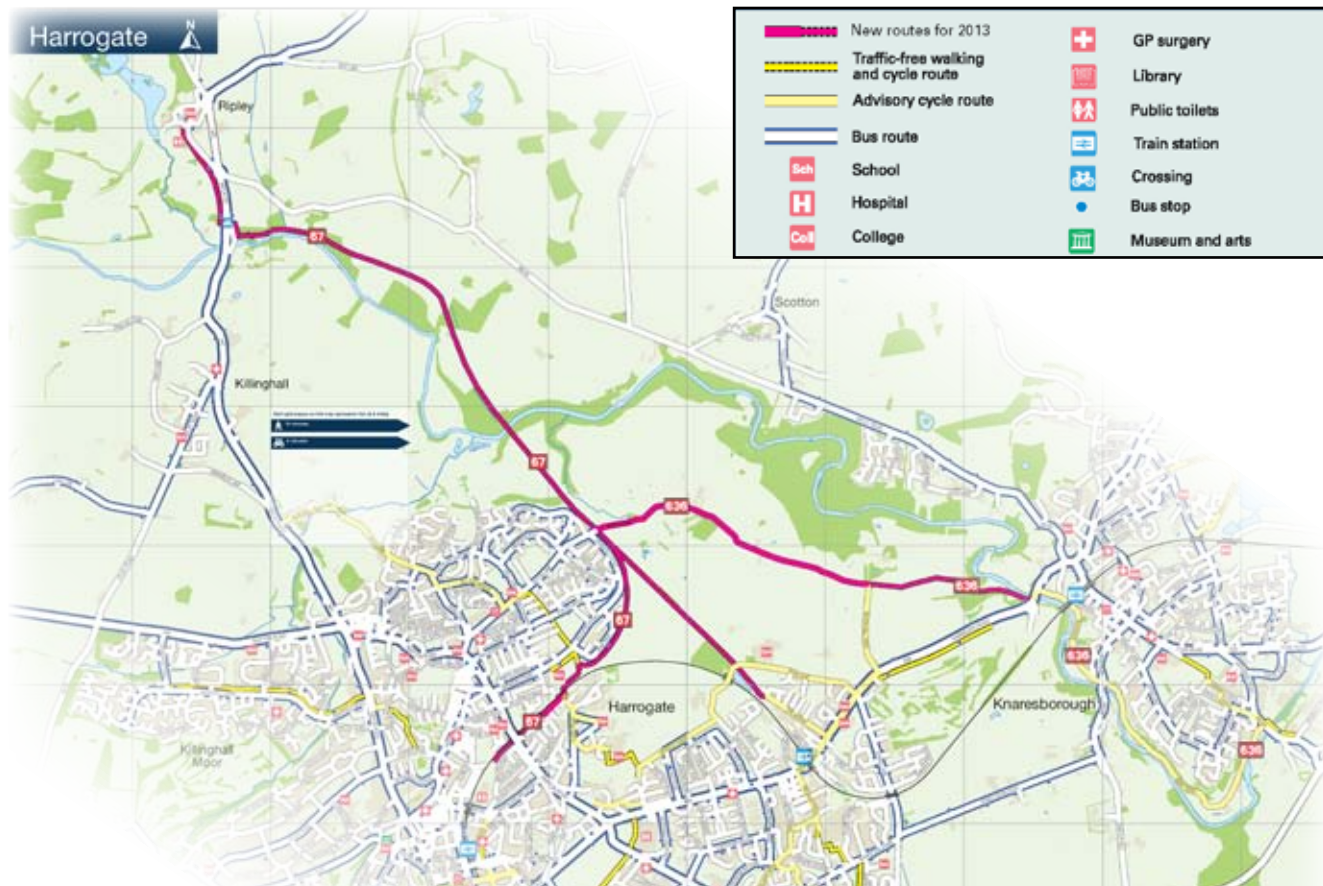 Harrogate
N
New routes for 2013
Traffic-free walking
and cycle route
Advisory cycle route
Bus route
Sch
School
H
Hospital
Coll
College
GP surgery
Library
Public toilets
Train station
Crossing
Bus stop
Museum and arts
Ripley
67
Scotton
Killinghall
67
636
636
67
636
Harrogate
Knaresborough
67
Killinghall
Moor
636